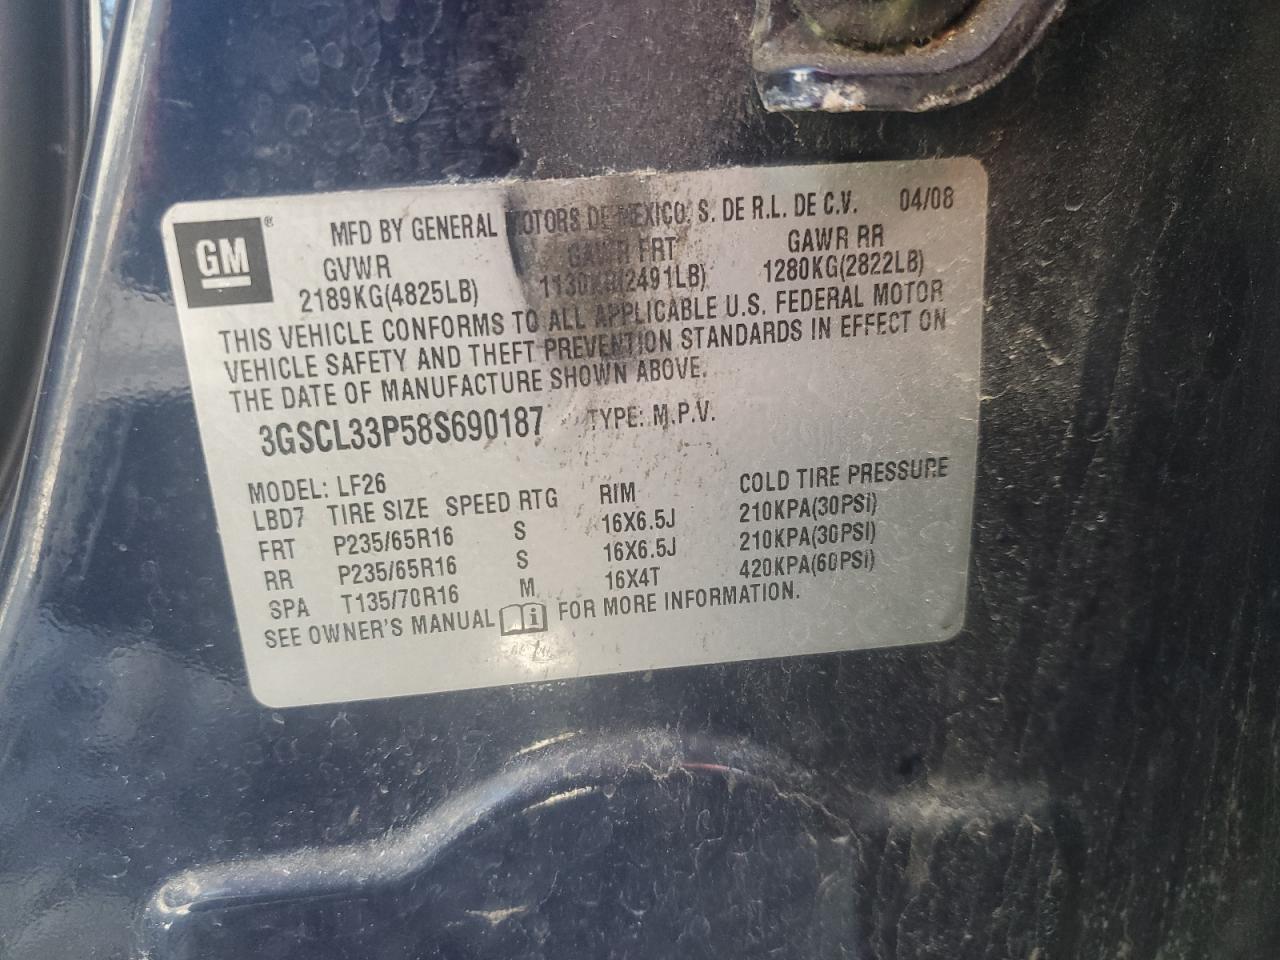 GM ® MFD BY GENERAL MOTORS DE MEXICO, S. DE R.L. DE C.V. 04/08
GVWR GAWR FRT GAWR RR
2189KG(4825LB) 1130KG(2491LB) 1280KG(2822LB)
THIS VEHICLE CONFORMS TO ALL APPLICABLE U.S. FEDERAL MOTOR
VEHICLE SAFETY AND THEFT PREVENTION STANDARDS IN EFFECT ON
THE DATE OF MANUFACTURE SHOWN ABOVE.
3GSCL33P58S690187 TYPE: M.P.V.
MODEL: LF26
LBD7 TIRE SIZE SPEED RTG RIM COLD TIRE PRESSURE
FRT P235/65R16 S 16X6.5J 210KPA(30PSi)
RR P235/65R16 S 16X6.5J 210KPA(30PSI)
SPA T135/70R16 M 16X4T 420KPA(60PSi)
SEE OWNER'S MANUAL i FOR MORE INFORMATION.